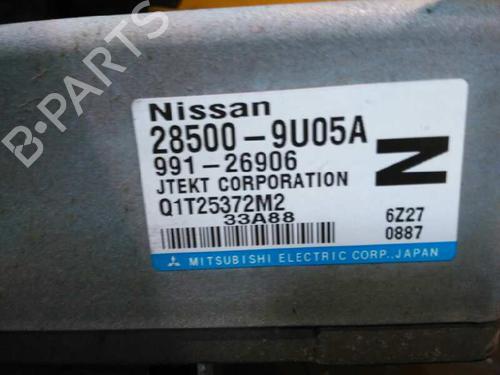 Nissan
28500-9U05A
991-26906
JTEKT CORPORATION
Q1T25372M2
33A88
N
6Z27
0887
MITSUBISHI ELECTRIC CORP., JAPAN
B-PARTS